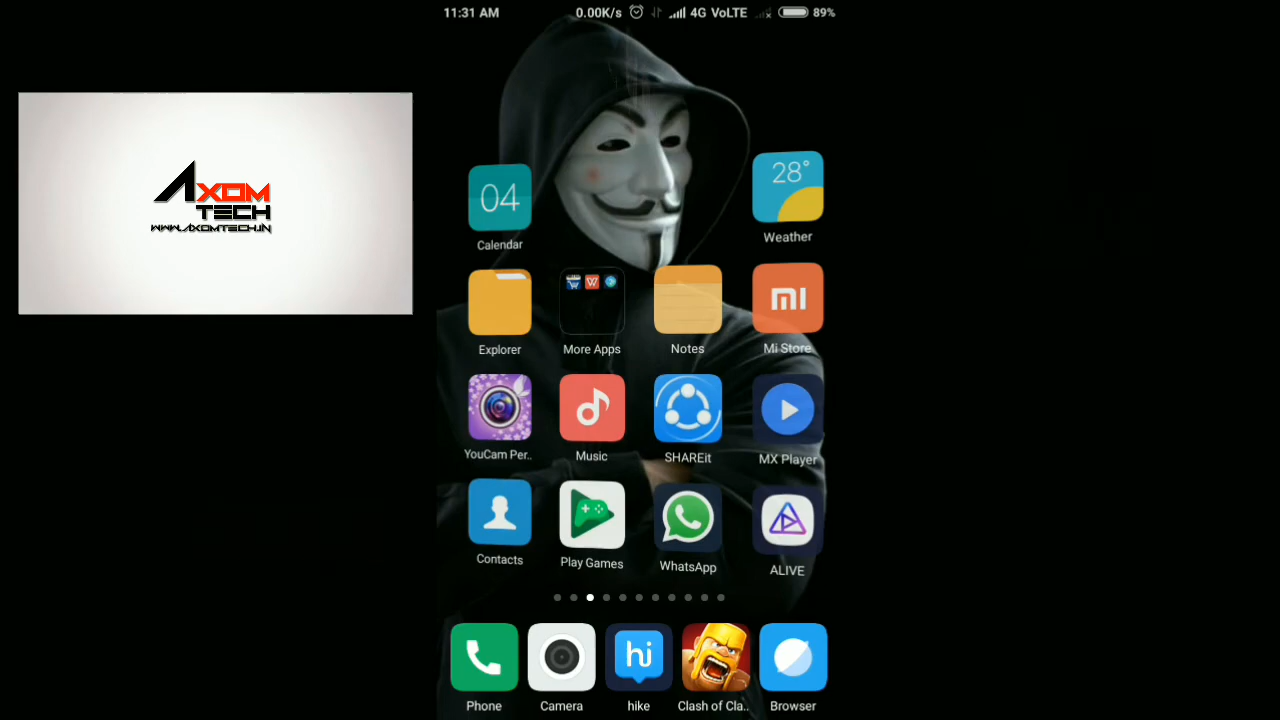 11:31 AM 0.00K/s 4G VoLTE 89%
AXOM
TECH
WWW.AXOMTECH.IN
04
28°
Calendar
Weather
mi
Explorer
More Apps
Notes
Mi Store
YouCam Per..
Music
SHAREit
MX Player
Contacts
Play Games
WhatsApp
ALIVE
hi
Phone
Camera
hike
Clash of Cla..
Browser